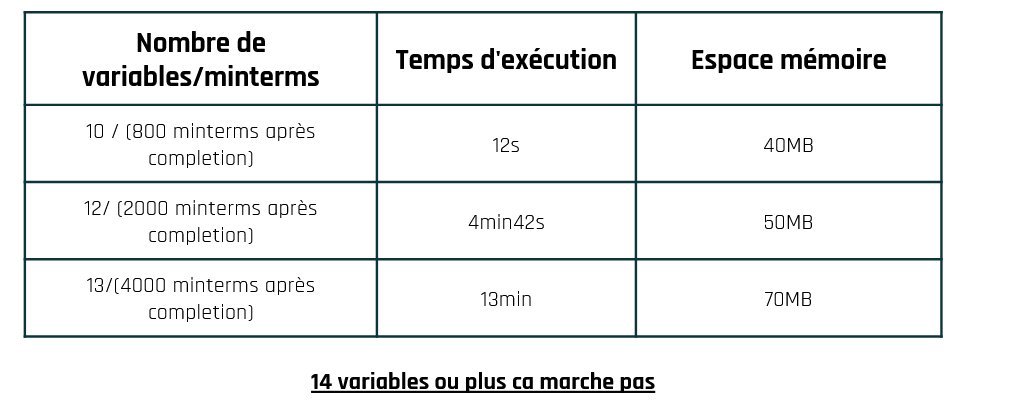 Nombre de
variables/minterms
Temps d'exécution
Espace mémoire
10 / (800 minterms après
completion)
12s
40MB
12/ (2000 minterms après
completion)
4min42s
50MB
13/(4000 minterms après
completion)
13min
70MB
14 variables ou plus ca marche pas